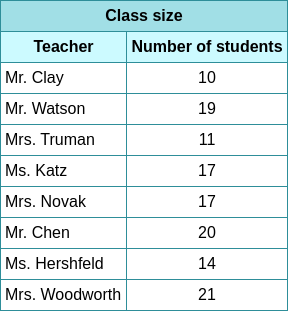 Class size
Teacher Number of students
Mr. Clay 10
Mr. Watson 19
Mrs. Truman 11
Ms. Katz 17
Mrs. Novak 17
Mr. Chen 20
Ms. Hershfeld 14
Mrs. Woodworth 21